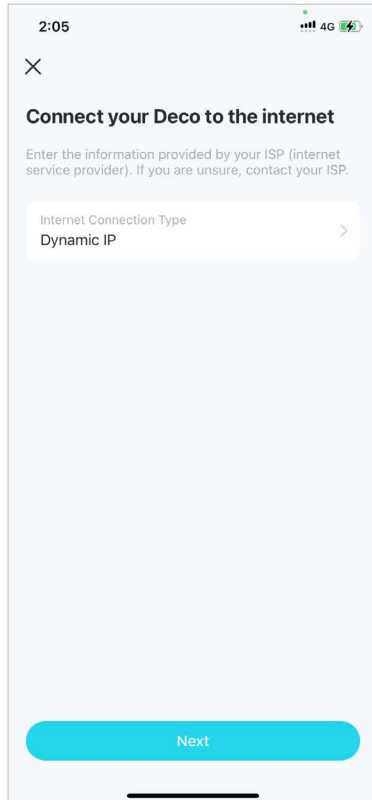 2:05
4G
Connect your Deco to the internet
Enter the information provided by your ISP (internet
service provider). If you are unsure, contact your ISP.
Internet Connection Type
Dynamic IP
Next